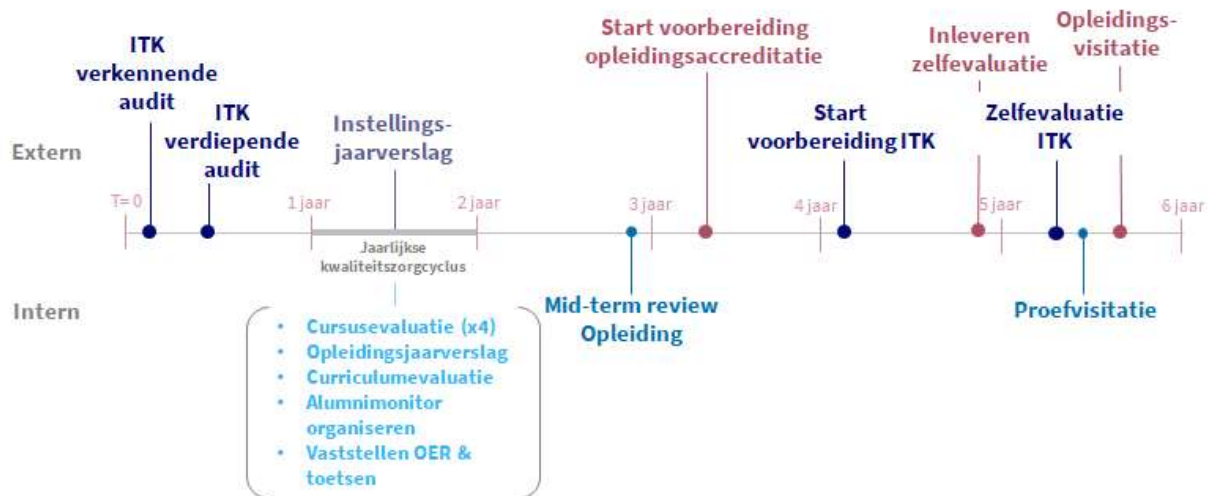 ITK
verkennende
audit
ITK
verdiepende
audit
Instellings-
jaarverslag
Start voorbereiding
opleidingsaccreditatie
Start
voorbereiding ITK
Inleveren
zelfevaluatie
Zelfevaluatie
ITK
Opleidings-
visitatie
Extern
T= 0
1 jaar
2 jaar
3 jaar
4 jaar
5 jaar
6 jaar
Jaarlijkse
kwaliteitszorgcyclus
Intern
• Cursusevaluatie (x4)
• Opleidingsjaarverslag
• Curriculumevaluatie
• Alumnimonitor
organiseren
• Vaststellen OER &
toetsen
Mid-term review
Opleiding
Proefvisitatie